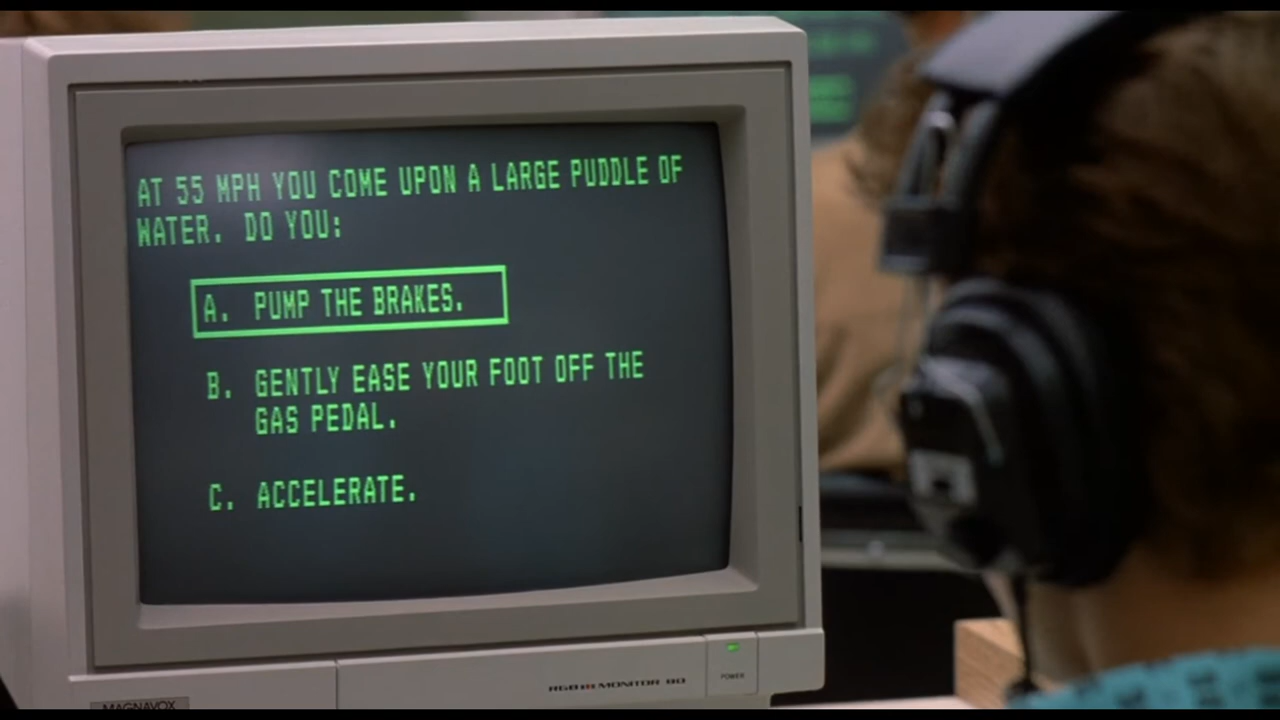 AT 55 MPH YOU COME UPON A LARGE PUDDLE OF
WATER. DO YOU:
A. PUMP THE BRAKES.
B. GENTLY EASE YOUR FOOT OFF THE
GAS PEDAL.
C. ACCELERATE.
RGB MONITOR 80
POWER
MAGNAVOX